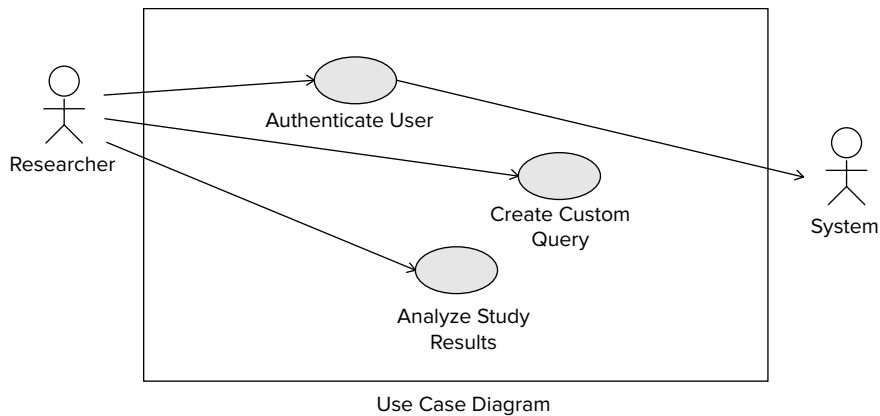 Authenticate User
Researcher
Create Custom
Query
System
Analyze Study
Results
Use Case Diagram